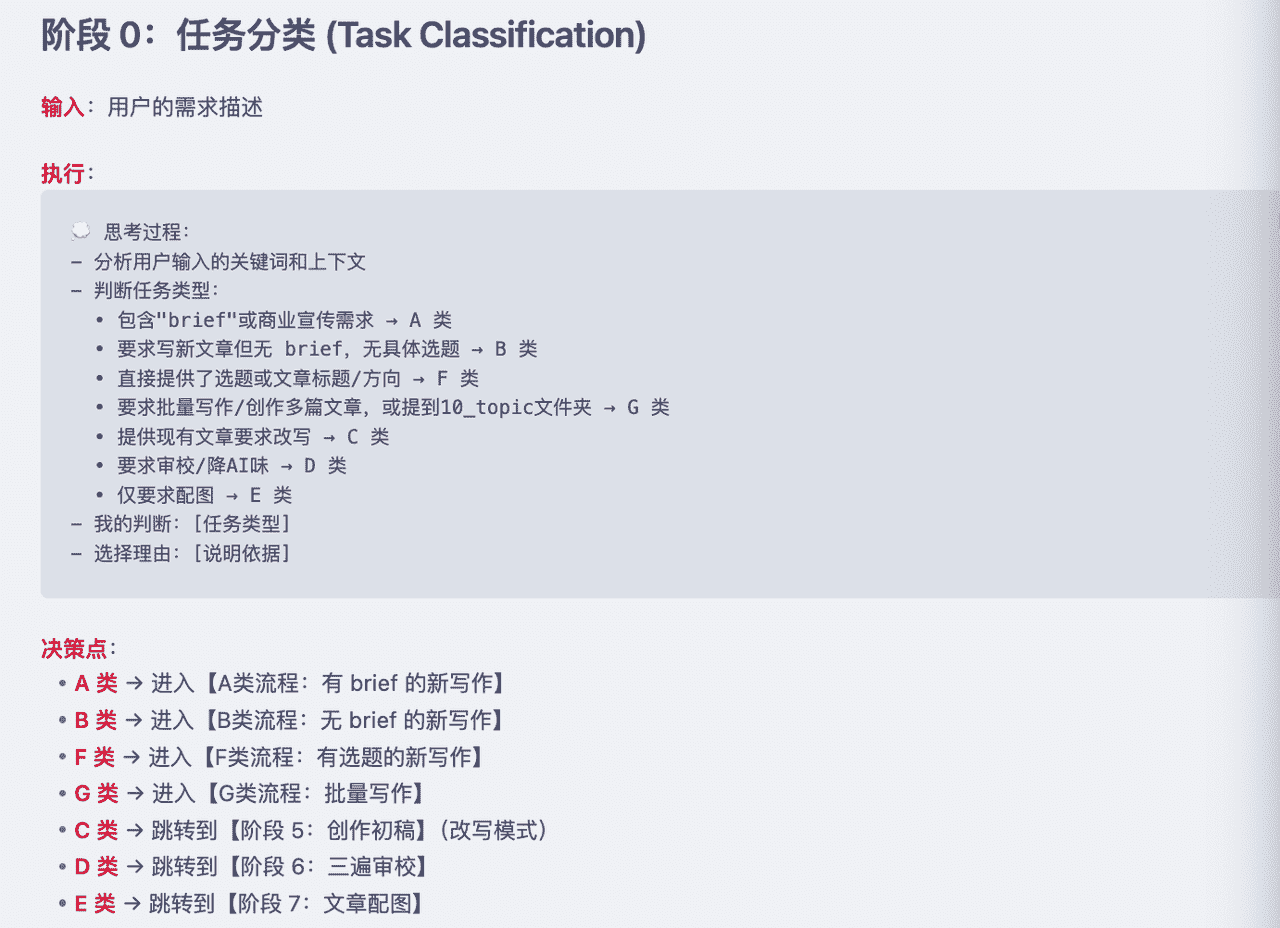 阶段 0：任务分类 (Task Classification)
输入：用户的需求描述
执行：
思考过程：
- 分析用户输入的关键词和上下文
- 判断任务类型：
• 包含"brief"或商业宣传需求 → A 类
• 要求写新文章但无 brief，无具体选题 → B 类
• 直接提供了选题或文章标题/方向 → F 类
• 要求批量写作/创作多篇文章，或提到10_topic文件夹 → G 类
• 提供现有文章要求改写 → C 类
• 要求审校/降AI味 → D 类
• 仅要求配图 → E 类
- 我的判断：[任务类型]
- 选择理由：[说明依据]
决策点：
• A 类 → 进入【A类流程：有 brief 的新写作】
• B 类 → 进入【B类流程：无 brief 的新写作】
• F 类 → 进入【F类流程：有选题的新写作】
• G 类 → 进入【G类流程：批量写作】
• C 类 → 跳转到【阶段 5：创作初稿】（改写模式）
• D 类 → 跳转到【阶段 6：三遍审校】
• E 类 → 跳转到【阶段 7：文章配图】